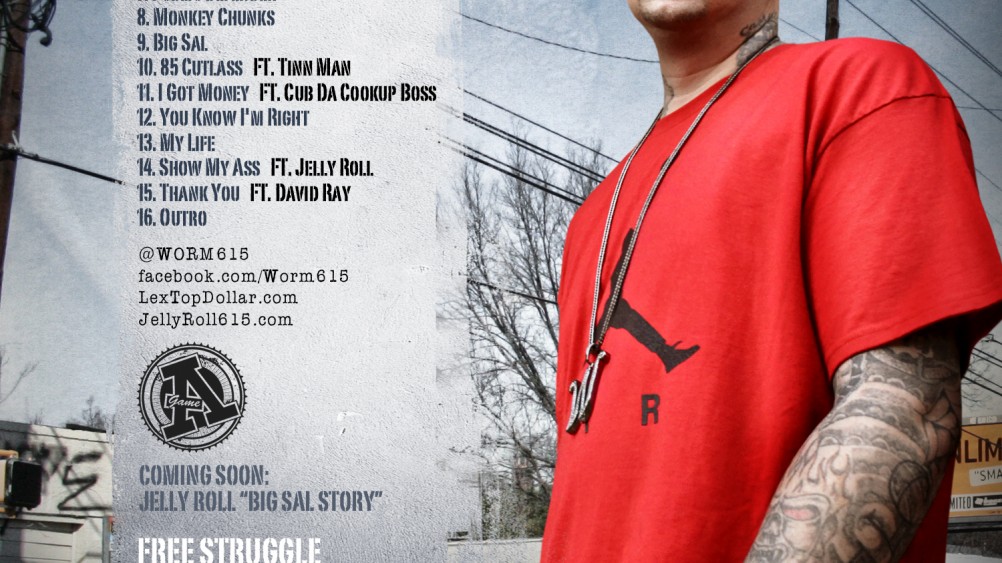 8. Monkey Chunks
9. Big Sal
10. 85 Cutlass FT. Tinn Man
11. I Got Money FT. Cub Da Cookup Boss
12. You Know I'm Right
13. My Life
14. Show My Ass FT. Jelly Roll
15. Thank You FT. David Ray
16. Outro
@WORM615
facebook.com/Worm615
LexTopDollar.com
JellyRoll615.com
A
Game
COMING SOON:
JELLY ROLL "BIG SAL STORY"
FREE STRUGGLE
R
NLIM
"SMA
MITED